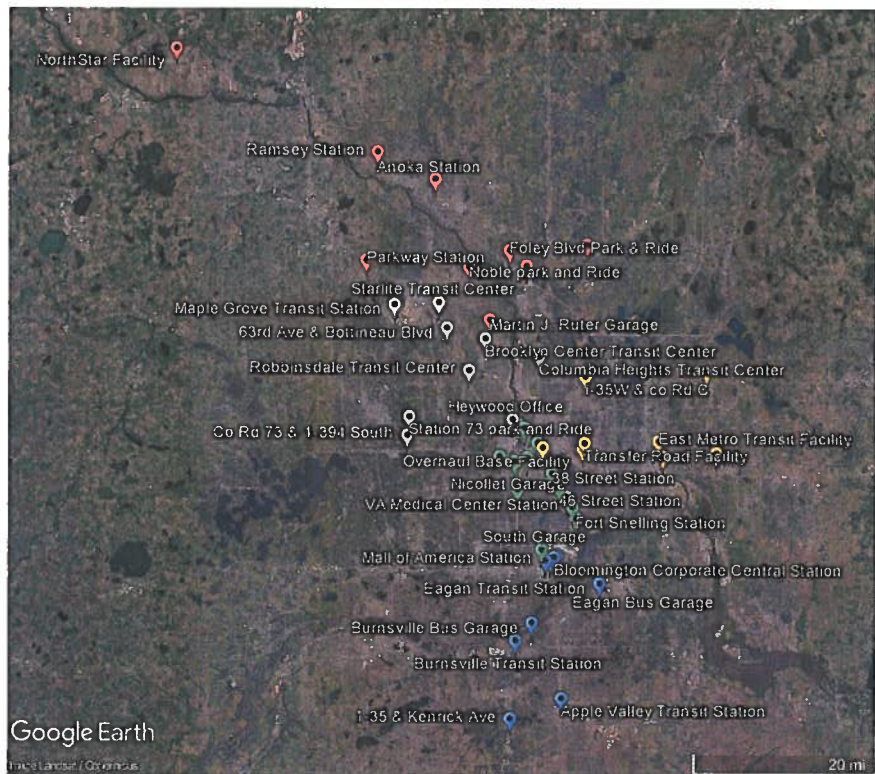 NorthStar Facility
Ramsey Station
Anoka Station
Foley Blvd Park & Ride
Parkway Station
Noble park and Ride
Starlite Transit Center
Maple Grove Transit Station
Martin J. Ruter Garage
63rd Ave & Bottineau Blvd
Brooklyn Center Transit Center
Robbinsdale Transit Center
Columbia Heights Transit Center
I-35W & co Rd C
Heywood Office
Co Rd 73 & I-394 South
Station 73 park and Ride
East Metro Transit Facility
Overhaul Base Facility
Transfer Road Facility
38 Street Station
Nicollet Garage
VA Medical Center Station
46 Street Station
Fort Snelling Station
South Garage
Mall of America Station
Bloomington Corporate Central Station
Eagan Transit Station
Eagan Bus Garage
Burnsville Bus Garage
Burnsville Transit Station
I-35 & Kenrick Ave
Apple Valley Transit Station
Google Earth
Image Landsat / Copernicus
20 mi